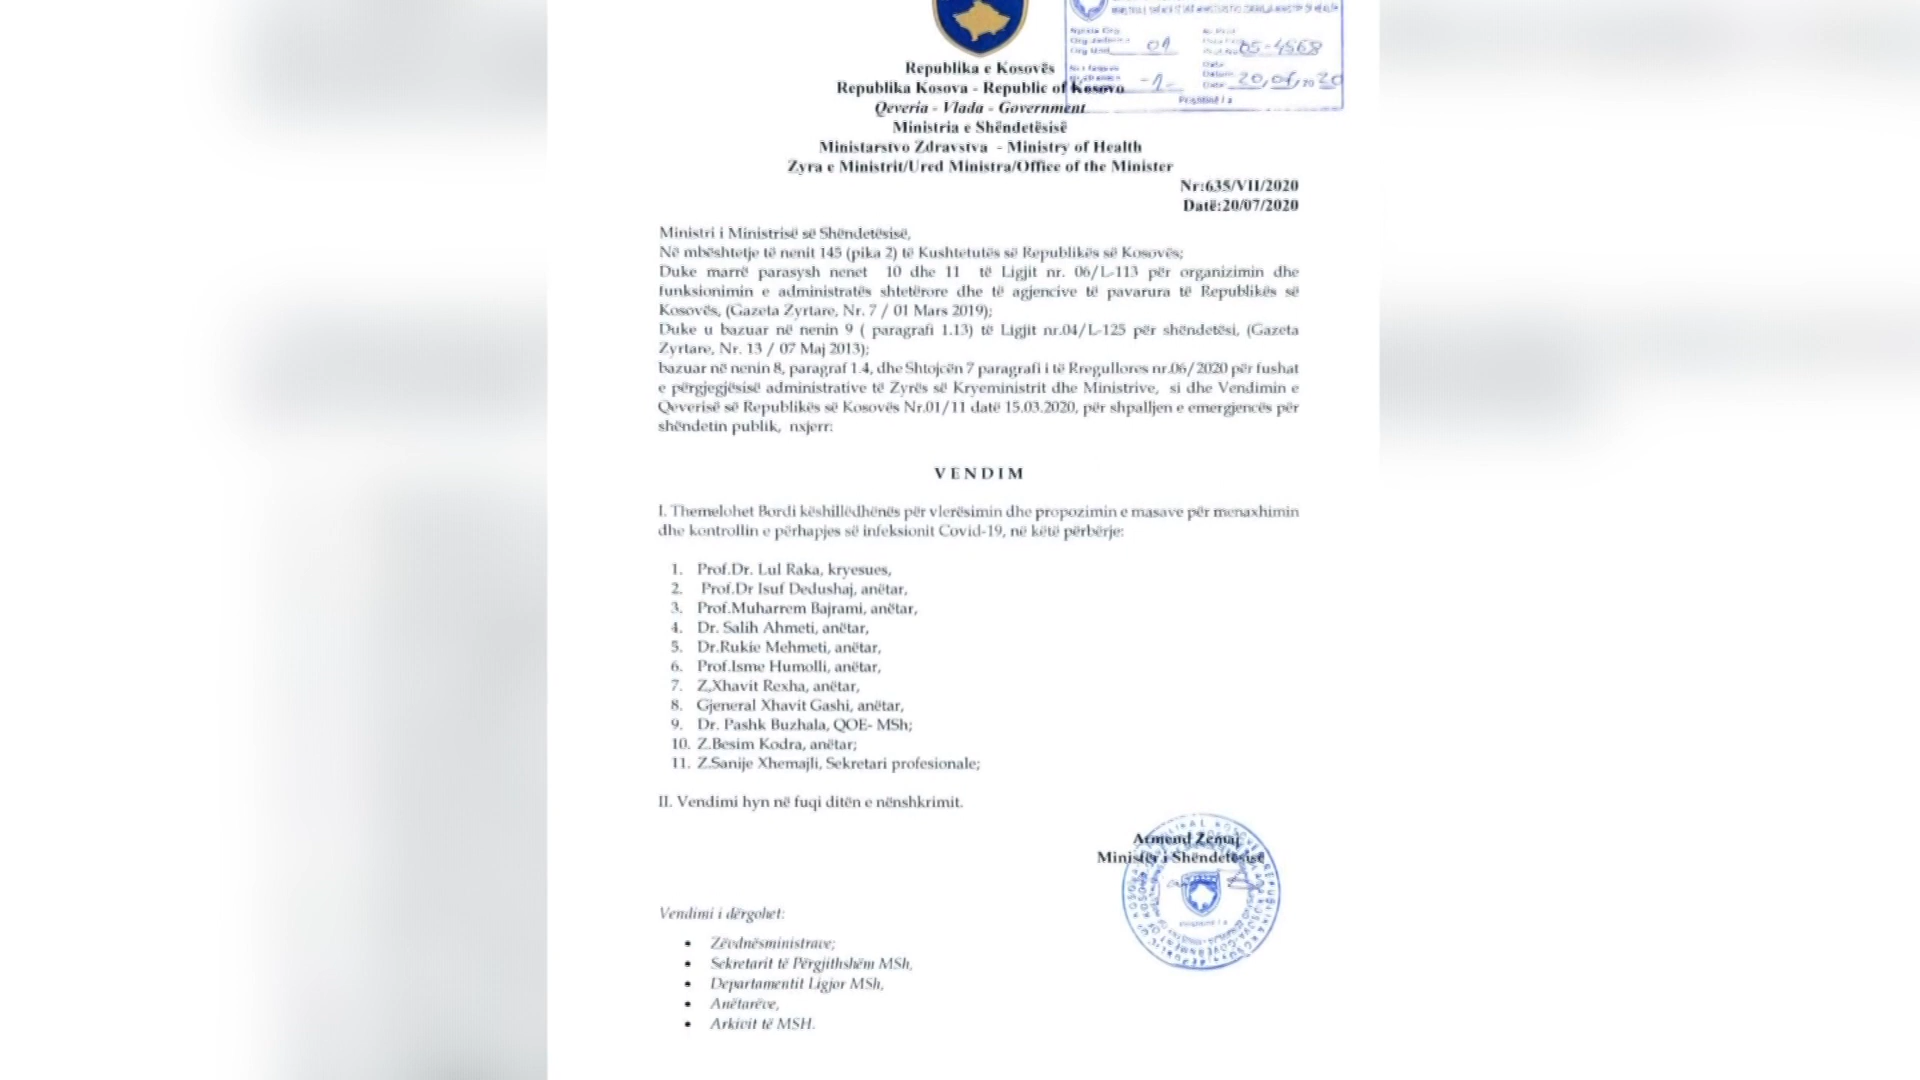 01
05-4568
-1-
20
Prishtinë / a
Republika e Kosovës
Republika Kosova - Republic of Kosovo
Qeveria - Vlada - Government
Ministria e Shëndetësisë
Ministarstvo Zdravstva - Ministry of Health
Zyra e Ministrit/Ured Ministra/Office of the Minister
Nr:635/VII/2020
Datë:20/07/2020
Ministri i Ministrisë së Shëndetësisë,
Në mbështetje të nenit 145 (pika 2) të Kushtetutës së Republikës së Kosovës;
Duke marrë parasysh nenet 10 dhe 11 të Ligjit nr. 06/L-113 për organizimin dhe
funksionimin e administratës shtetërore dhe të agjencive të pavarura të Republikës së
Kosovës, (Gazeta Zyrtare, Nr. 7 / 01 Mars 2019);
Duke u bazuar në nenin 9 ( paragrafi 1.13) të Ligjit nr.04/L-125 për shëndetësi, (Gazeta
Zyrtare, Nr. 13 / 07 Maj 2013);
bazuar në nenin 8, paragraf 1.4, dhe Shtojcën 7 paragrafi i të Rregullores nr.06/2020 për fushat
e përgjegjësisë administrative të Zyrës së Kryeministrit dhe Ministrive, si dhe Vendimin e
Qeverisë së Republikës së Kosovës Nr.01/11 datë 15.03.2020, për shpalljen e emergjencës për
shëndetin publik, nxjerr:
V E N D I M
I. Themelohet Bordi këshillëdhënës për vlerësimin dhe propozimin e masave për menaxhimin
dhe kontrollin e përhapjes së infeksionit Covid-19, në këtë përbërje:
1. Prof.Dr. Lul Raka, kryesues,
2. Prof.Dr Isuf Dedushaj, anëtar,
3. Prof.Muharrem Bajrami, anëtar,
4. Dr. Salih Ahmeti, anëtar,
5. Dr.Rukie Mehmeti, anëtar,
6. Prof.Isme Humolli, anëtar,
7. Z,Xhavit Rexha, anëtar,
8. Gjeneral Xhavit Gashi, anëtar,
9. Dr. Pashk Buzhala, QOE- MSh;
10. Z.Besim Kodra, anëtar;
11. Z.Sanije Xhemajli, Sekretari profesionale;
II. Vendimi hyn në fuqi ditën e nënshkrimit.
Armend Zemaj
Ministër i Shëndetësisë
Vendimi i dërgohet:
• Zëvdnësministrave;
• Sekretarit të Përgjithshëm MSh,
• Departamentit Ligjor MSh,
• Anëtarëve,
• Arkivit të MSH.